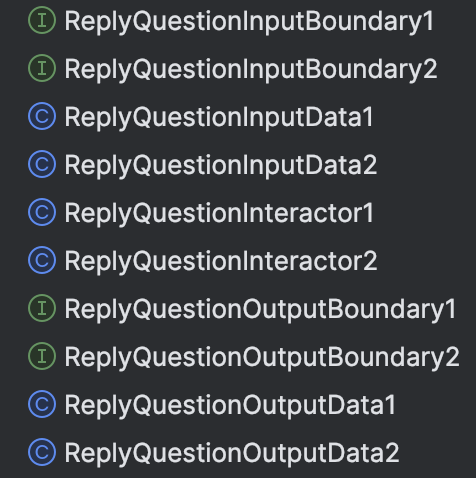 I ReplyQuestionInputBoundary1
I ReplyQuestionInputBoundary2
C ReplyQuestionInputData1
C ReplyQuestionInputData2
C ReplyQuestionInteractor1
C ReplyQuestionInteractor2
I ReplyQuestionOutputBoundary1
I ReplyQuestionOutputBoundary2
C ReplyQuestionOutputData1
C ReplyQuestionOutputData2